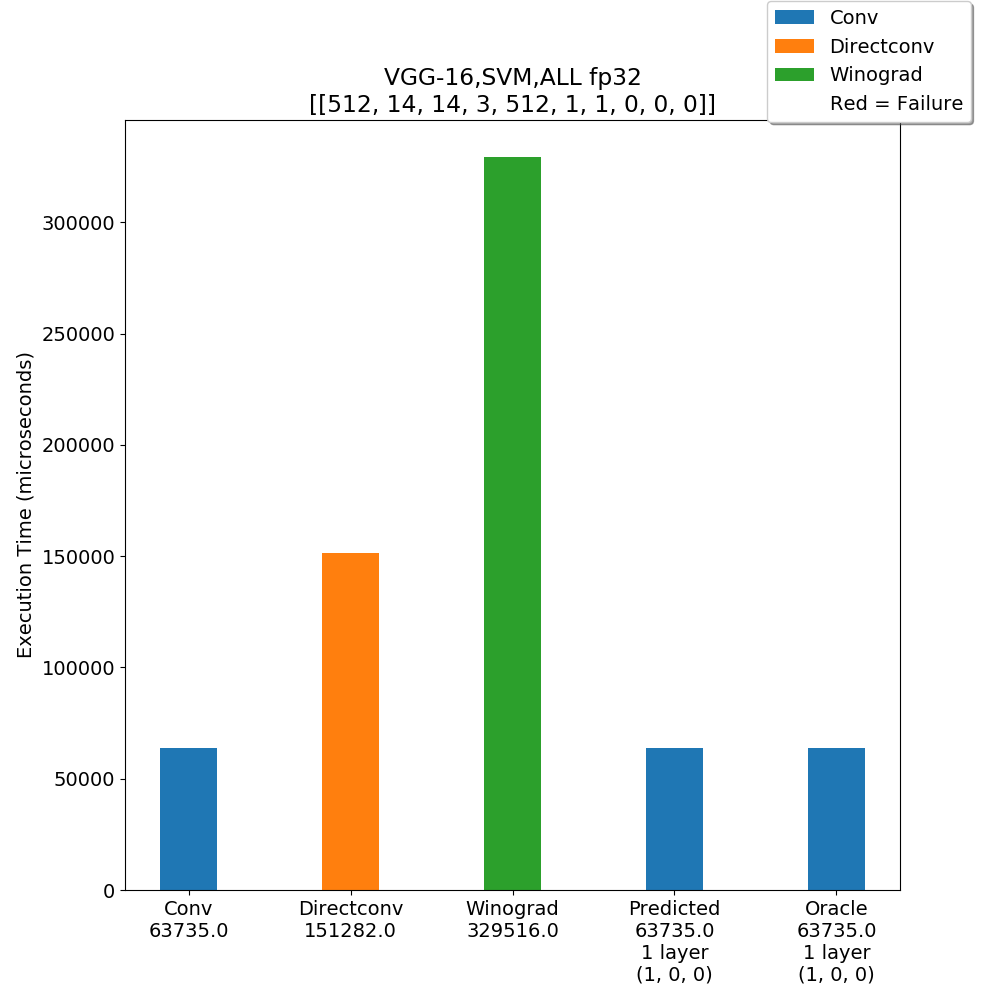 Conv
Directconv
Winograd
Red = Failure
VGG-16,SVM,ALL fp32
[[512, 14, 14, 3, 512, 1, 1, 0, 0, 0]]
Execution Time (microseconds)
300000
250000
200000
150000
100000
50000
0
Conv
63735.0
Directconv
151282.0
Winograd
329516.0
Predicted
63735.0
1 layer
(1, 0, 0)
Oracle
63735.0
1 layer
(1, 0, 0)